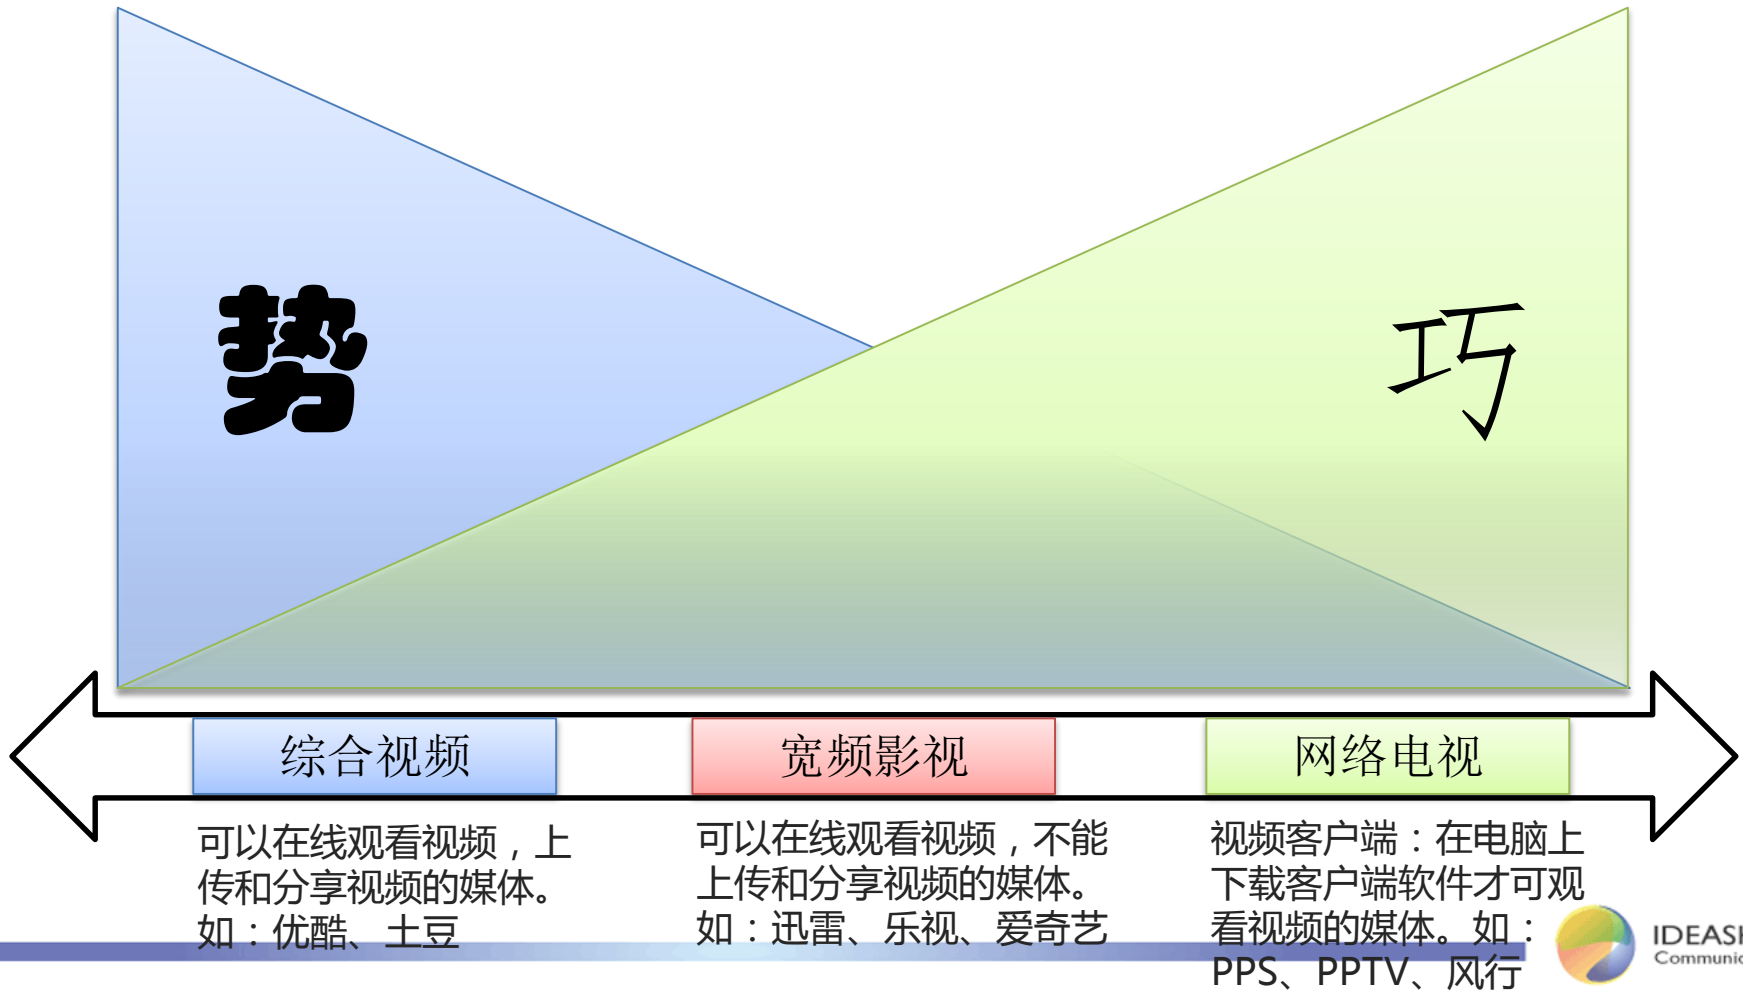 势
巧
综合视频
宽频影视
网络电视
可以在线观看视频，上
传和分享视频的媒体。
如：优酷、土豆
可以在线观看视频，不能
上传和分享视频的媒体。
如：迅雷、乐视、爱奇艺
视频客户端：在电脑上
下载客户端软件才可观
看视频的媒体。如：
PPS、PPTV、风行